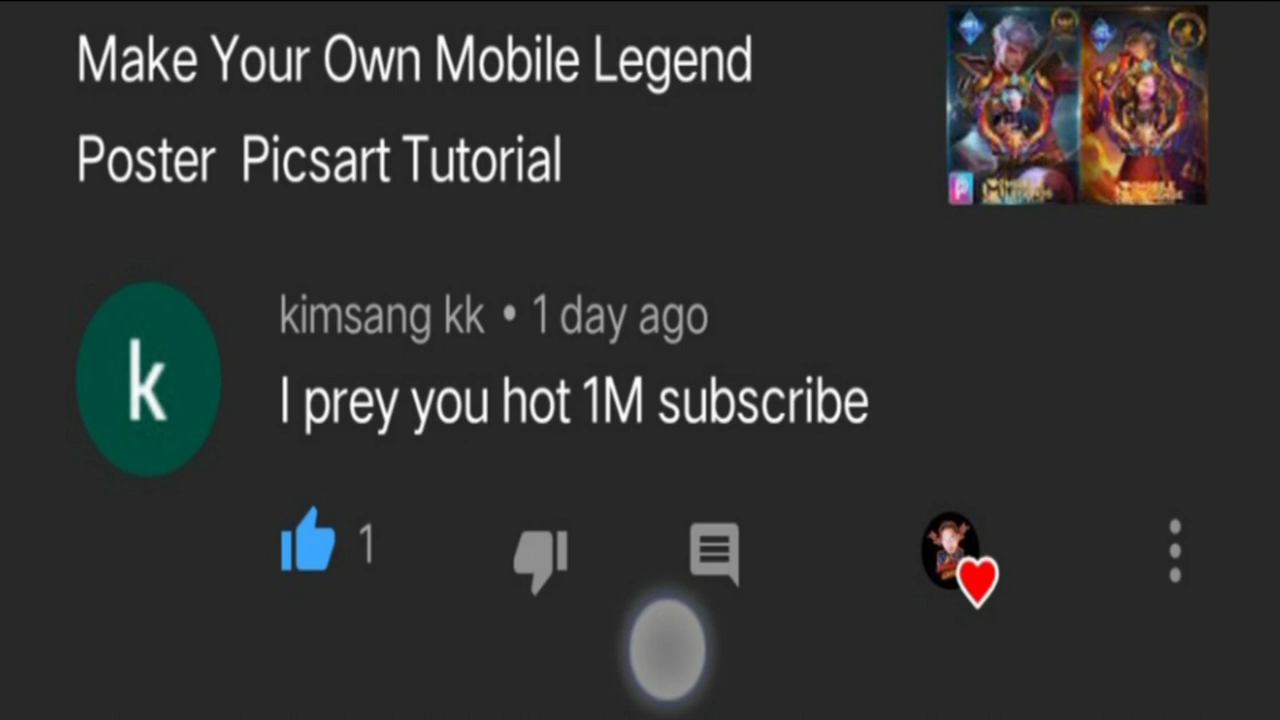 Make Your Own Mobile Legend
Poster Picsart Tutorial
k
kimsang kk • 1 day ago
I prey you hot 1M subscribe
1